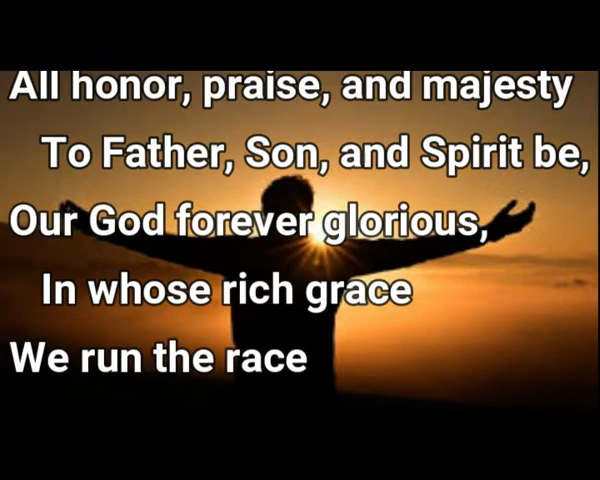 All honor, praise, and majesty
To Father, Son, and Spirit be,
Our God forever glorious,
In whose rich grace
We run the race